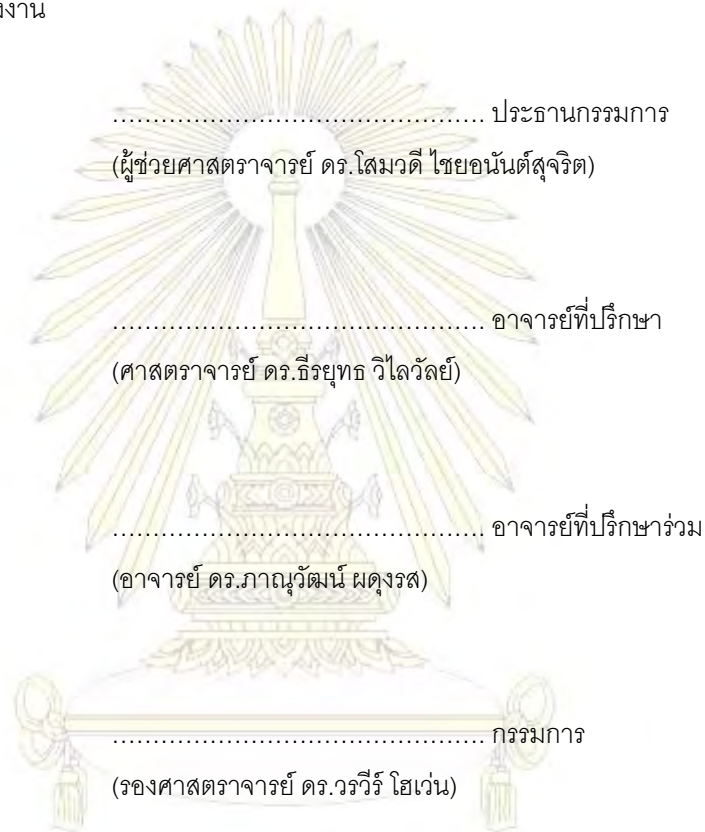 ................................................ ประธานกรรมการ
(ผู้ช่วยศาสตราจารย์ ดร.โสมวดี ไชยอนันต์สุจริต)
................................................ อาจารย์ที่ปรึกษา
(ศาสตราจารย์ ดร.ธีรยุทธ วิไลวัลย์)
................................................ อาจารย์ที่ปรึกษาร่วม
(อาจารย์ ดร.ภาณุวัฒน์ ผดุงรส)
................................................ กรรมการ
(รองศาสตราจารย์ ดร.วรวีร์ โฮเว่น)